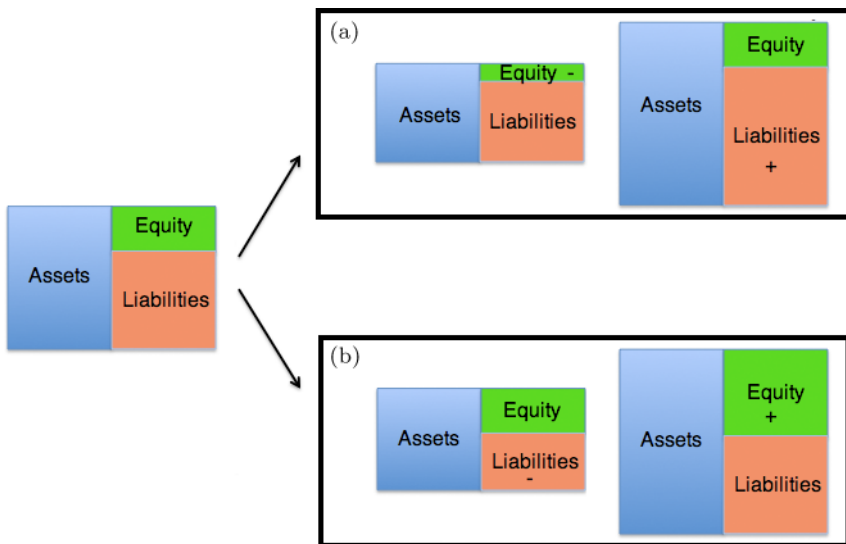 Assets
Equity
Liabilities
(a)
Assets
Equity -
Liabilities
Assets
Equity
Liabilities
+
(b)
Assets
Equity
Liabilities
-
Assets
Equity
+
Liabilities